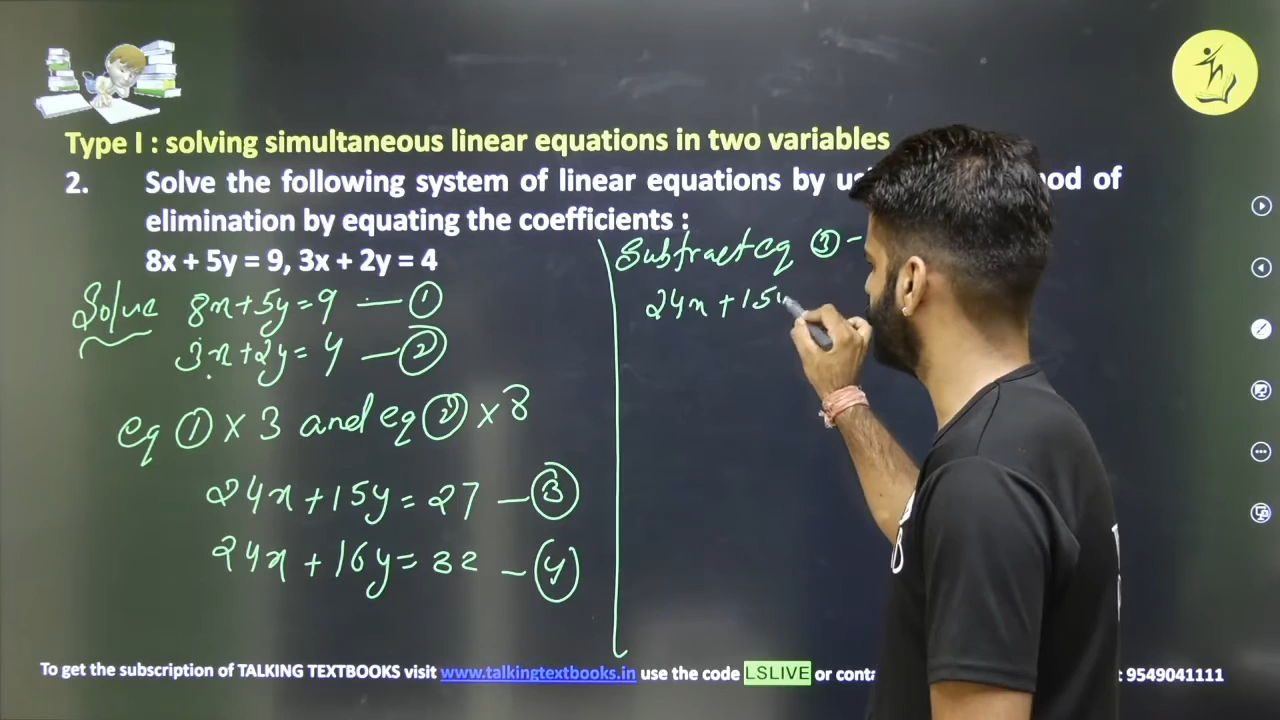 Type I : solving simultaneous linear equations in two variables
2. Solve the following system of linear equations by of
elimination by equating the coefficients :
8x + 5y = 9, 3x + 2y = 4
Solve 8x+5y=9 —①
3x+2y=4 —②
eq ① × 3 and eq ② × 8
24x+15y=27 —③
24x+16y=32 —④
Subtract eq ③ -
24x+15y
To get the subscription of TALKING TEXTBOOKS visit www.talkingtextbooks.in use the code LSLIVE or 9549041111